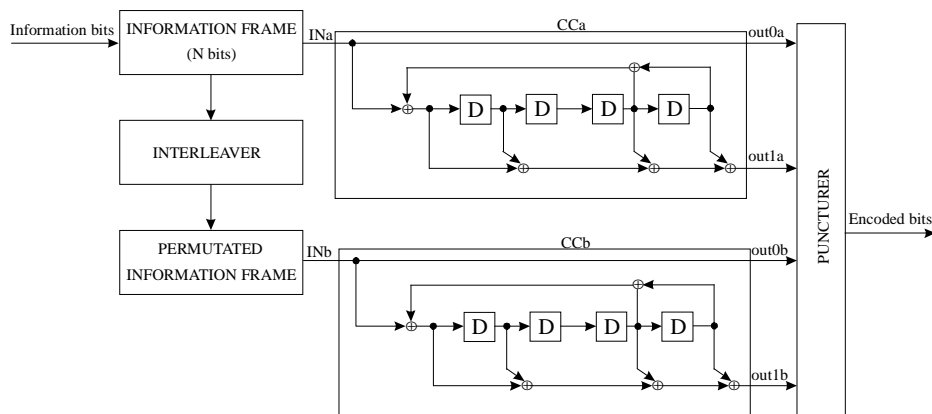 Information bits
INFORMATION FRAME
(N bits)
INa
CCa
out0a
D
D
D
D
out1a
INTERLEAVER
PERMUTATED
INFORMATION FRAME
INb
CCb
out0b
D
D
D
D
out1b
PUNCTURER
Encoded bits